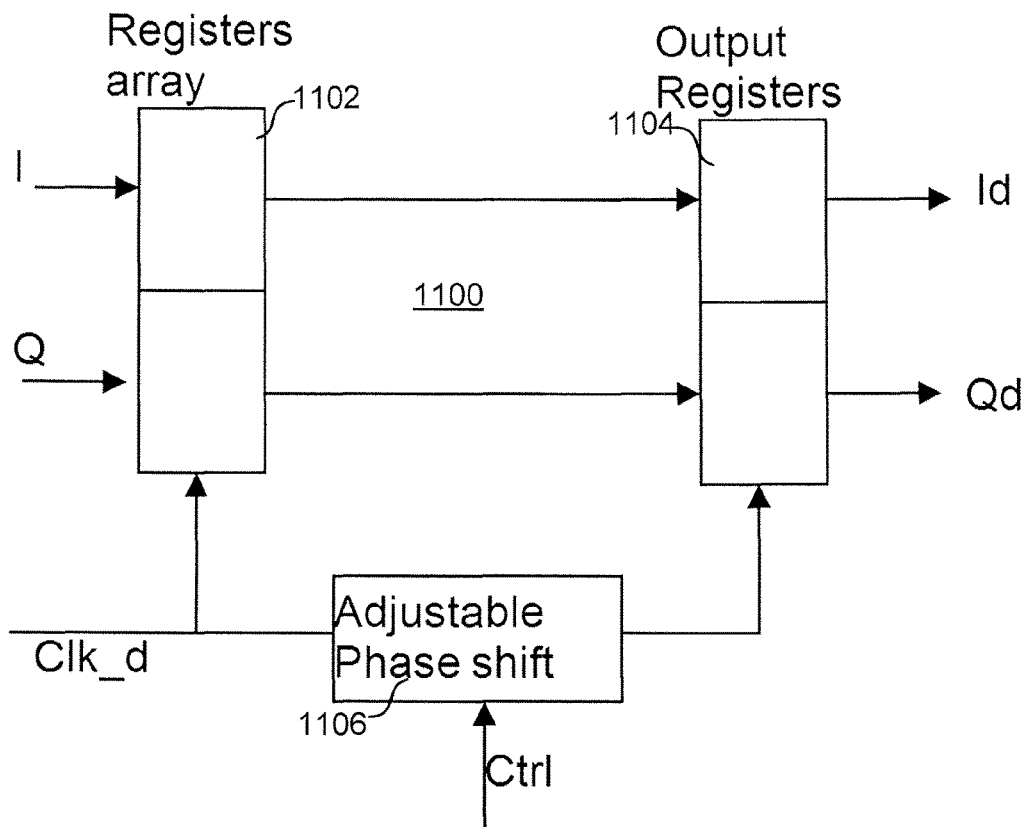 Registers
array
1102
Output
Registers
1104
I
Id
1100
Q
Qd
Adjustable
Phase shift
Clk_d
1106
Ctrl